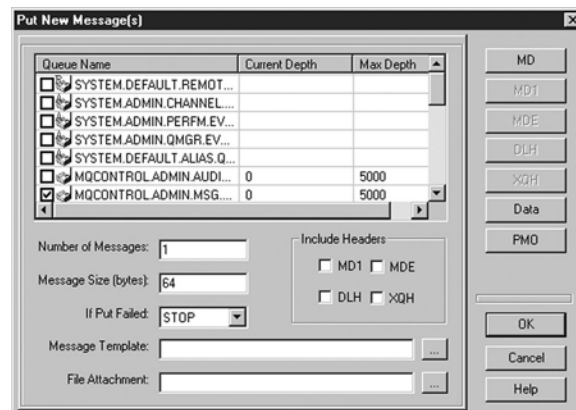 Put New Message(s)
Queue Name Current Depth Max Depth
SYSTEM.DEFAULT.REMOT...
SYSTEM.ADMIN.CHANNEL....
SYSTEM.ADMIN.PERFM.EV...
SYSTEM.ADMIN.QMGR.EV...
SYSTEM.DEFAULT.ALIAS.Q...
MQCONTROL.ADMIN.AUDI... 0 5000
MQCONTROL.ADMIN.MSG.... 0 5000
Number of Messages: 1
Message Size (bytes): 64
If Put Failed: STOP
Include Headers
MD1 MDE
DLH XQH
Message Template: ...
File Attachment: ...
MD
MD1
MDE
DLH
XQH
Data
PMO
OK
Cancel
Help